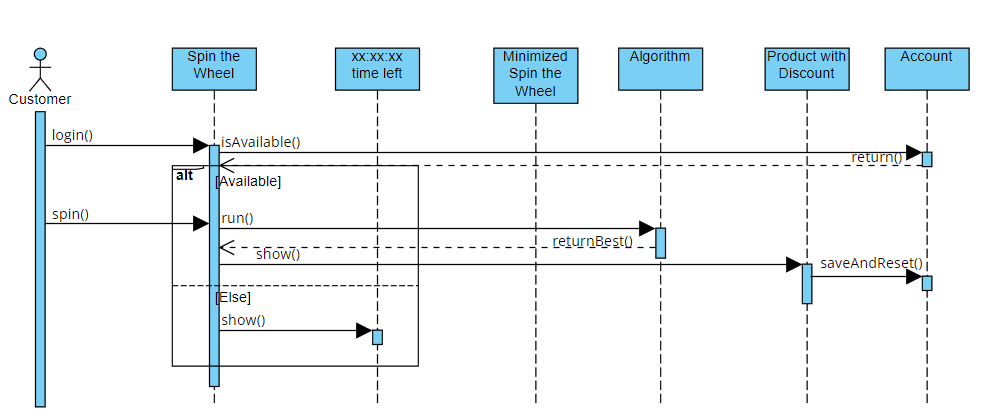 Spin the
Wheel
xx:xx:xx
time left
Minimized
Spin the
Wheel
Algorithm
Product with
Discount
Account
Customer
login()
isAvailable()
return()
alt
[Available]
spin()
run()
returnBest()
show()
saveAndReset()
[Else]
show()